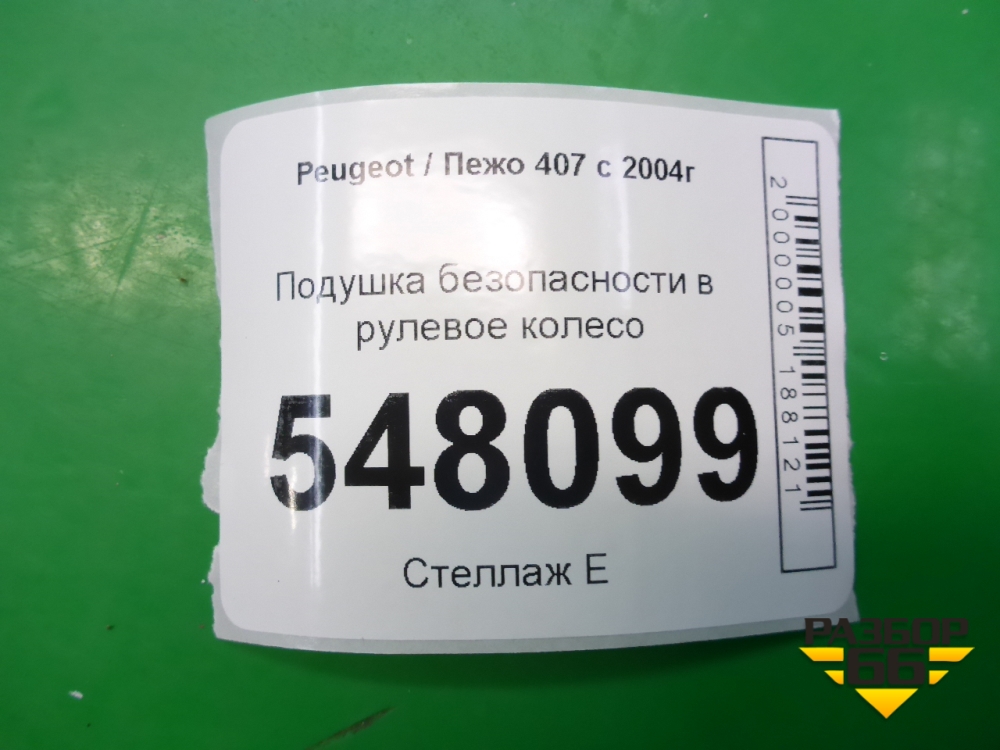 Peugeot / Пежо 407 с 2004г
Подушка безопасности в
рулевое колесо
548099
Стеллаж Е
2000005188121
РАЗБОР
66